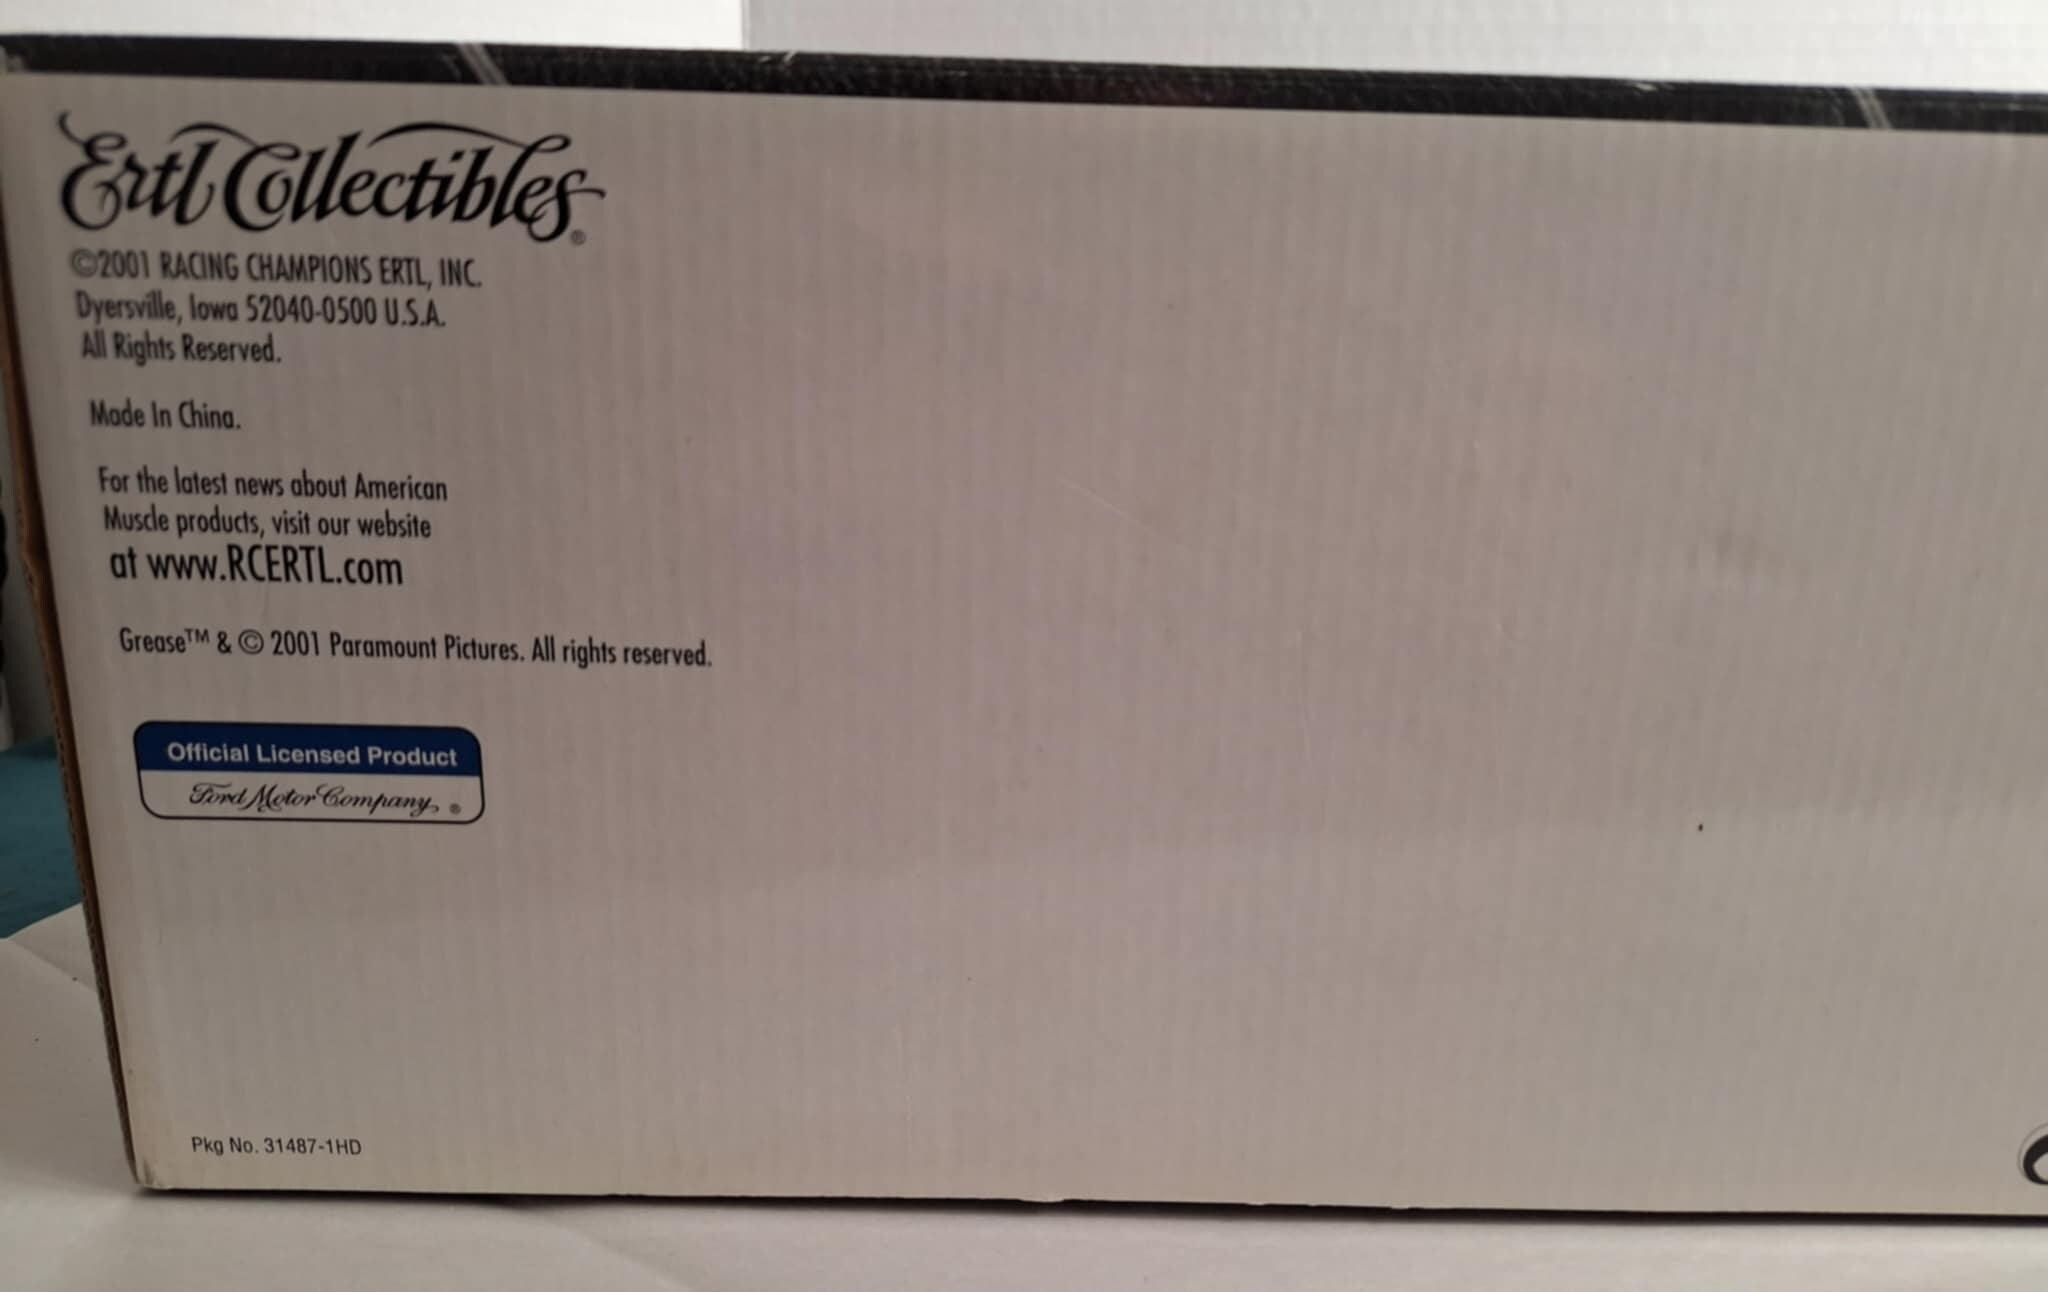 Ertl Collectibles®
©2001 RACING CHAMPIONS ERTL, INC.
Dyersville, Iowa 52040-0500 U.S.A.
All Rights Reserved.
Made In China.
For the latest news about American
Muscle products, visit our website
at www.RCERTL.com
Grease™ & © 2001 Paramount Pictures. All rights reserved.
Official Licensed Product
Ford Motor Company®
Pkg No. 31487-1HD